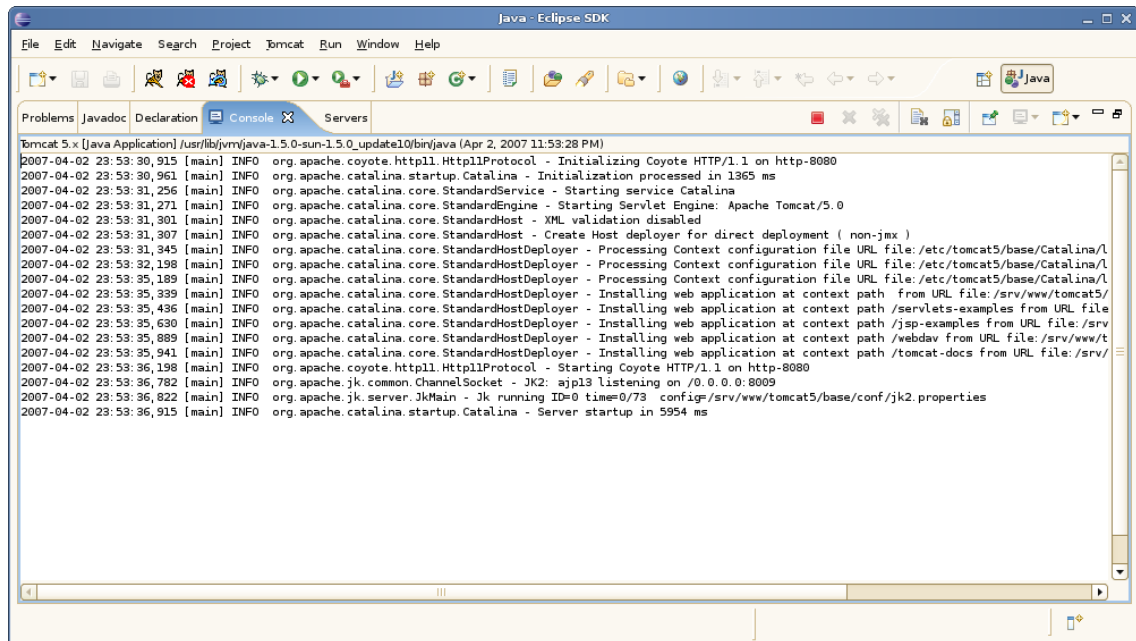 Java - Eclipse SDK
File Edit Navigate Search Project Tomcat Run Window Help
Java
Problems Javadoc Declaration Console Servers
Tomcat 5.x [Java Application] /usr/lib/jvm/java-1.5.0-sun-1.5.0_update10/bin/java (Apr 2, 2007 11:53:28 PM)
2007-04-02 23:53:30,915 [main] INFO org.apache.coyote.http11.Http11Protocol - Initializing Coyote HTTP/1.1 on http-8080
2007-04-02 23:53:30,961 [main] INFO org.apache.catalina.startup.Catalina - Initialization processed in 1365 ms
2007-04-02 23:53:31,256 [main] INFO org.apache.catalina.core.StandardService - Starting service Catalina
2007-04-02 23:53:31,271 [main] INFO org.apache.catalina.core.StandardEngine - Starting Servlet Engine: Apache Tomcat/5.0
2007-04-02 23:53:31,301 [main] INFO org.apache.catalina.core.StandardHost - XML validation disabled
2007-04-02 23:53:31,307 [main] INFO org.apache.catalina.core.StandardHost - Create Host deployer for direct deployment ( non-jmx )
2007-04-02 23:53:31,345 [main] INFO org.apache.catalina.core.StandardHostDeployer - Processing Context configuration file URL file:/etc/tomcat5/base/Catalina/l
2007-04-02 23:53:32,198 [main] INFO org.apache.catalina.core.StandardHostDeployer - Processing Context configuration file URL file:/etc/tomcat5/base/Catalina/l
2007-04-02 23:53:35,189 [main] INFO org.apache.catalina.core.StandardHostDeployer - Processing Context configuration file URL file:/etc/tomcat5/base/Catalina/l
2007-04-02 23:53:35,339 [main] INFO org.apache.catalina.core.StandardHostDeployer - Installing web application at context path from URL file:/srv/www/tomcat5/
2007-04-02 23:53:35,436 [main] INFO org.apache.catalina.core.StandardHostDeployer - Installing web application at context path /servlets-examples from URL file
2007-04-02 23:53:35,630 [main] INFO org.apache.catalina.core.StandardHostDeployer - Installing web application at context path /jsp-examples from URL file:/srv
2007-04-02 23:53:35,889 [main] INFO org.apache.catalina.core.StandardHostDeployer - Installing web application at context path /webdav from URL file:/srv/www/t
2007-04-02 23:53:35,941 [main] INFO org.apache.catalina.core.StandardHostDeployer - Installing web application at context path /tomcat-docs from URL file:/srv/
2007-04-02 23:53:36,198 [main] INFO org.apache.coyote.http11.Http11Protocol - Starting Coyote HTTP/1.1 on http-8080
2007-04-02 23:53:36,782 [main] INFO org.apache.jk.common.ChannelSocket - JK2: ajp13 listening on /0.0.0.0:8009
2007-04-02 23:53:36,822 [main] INFO org.apache.jk.server.JkMain - Jk running ID=0 time=0/73 config=/srv/www/tomcat5/base/conf/jk2.properties
2007-04-02 23:53:36,915 [main] INFO org.apache.catalina.startup.Catalina - Server startup in 5954 ms